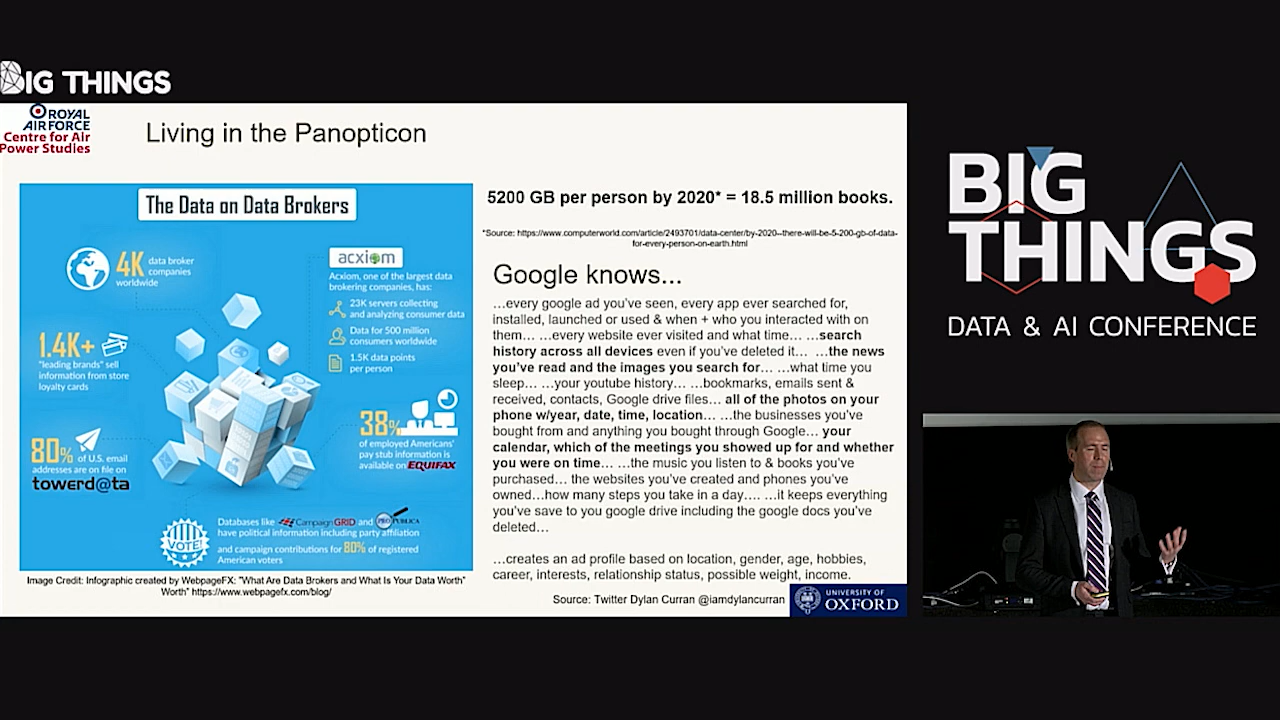 BIG THINGS
ROYAL
AIR FORCE
Centre for Air
Power Studies
Living in the Panopticon
The Data on Data Brokers
4K data broker
companies
worldwide
acxiom
Acxiom, one of the largest data
brokering companies, has:
23K servers collecting
and analyzing consumer data
Data for 500 million
consumers worldwide
1.5K data points
per person
1.4K+
"leading brands" sell
information from store
loyalty cards
38%
of employed Americans'
pay stub information is
available on EQUIFAX
80% of U.S. email
addresses are on file on
towerd@ta
VOTE!
Databases like CampaignGRID and PROPUBLICA
have political information including party affiliation
and campaign contributions for 80% of registered
American voters
Image Credit: Infographic created by WebpageFX: "What Are Data Brokers and What Is Your Data Worth"
Worth" https://www.webpagefx.com/blog/
5200 GB per person by 2020* = 18.5 million books.
*Source: https://www.computerworld.com/article/2493701/data-center/by-2020--there-will-be-5-200-gb-of-data-
for-every-person-on-earth.html
Google knows...
…every google ad you've seen, every app ever searched for,
installed, launched or used & when + who you interacted with on
them… …every website ever visited and what time… …search
history across all devices even if you've deleted it… …the news
you've read and the images you search for… …what time you
sleep… …your youtube history… …bookmarks, emails sent &
received, contacts, Google drive files… all of the photos on your
phone w/year, date, time, location… …the businesses you've
bought from and anything you bought through Google… your
calendar, which of the meetings you showed up for and whether
you were on time… …the music you listen to & books you've
purchased… the websites you've created and phones you've
owned…how many steps you take in a day…. …it keeps everything
you've save to you google drive including the google docs you've
deleted…
…creates an ad profile based on location, gender, age, hobbies,
career, interests, relationship status, possible weight, income.
Source: Twitter Dylan Curran @iamdylancurran
UNIVERSITY OF
OXFORD
BIG
THINGS
DATA & AI CONFERENCE